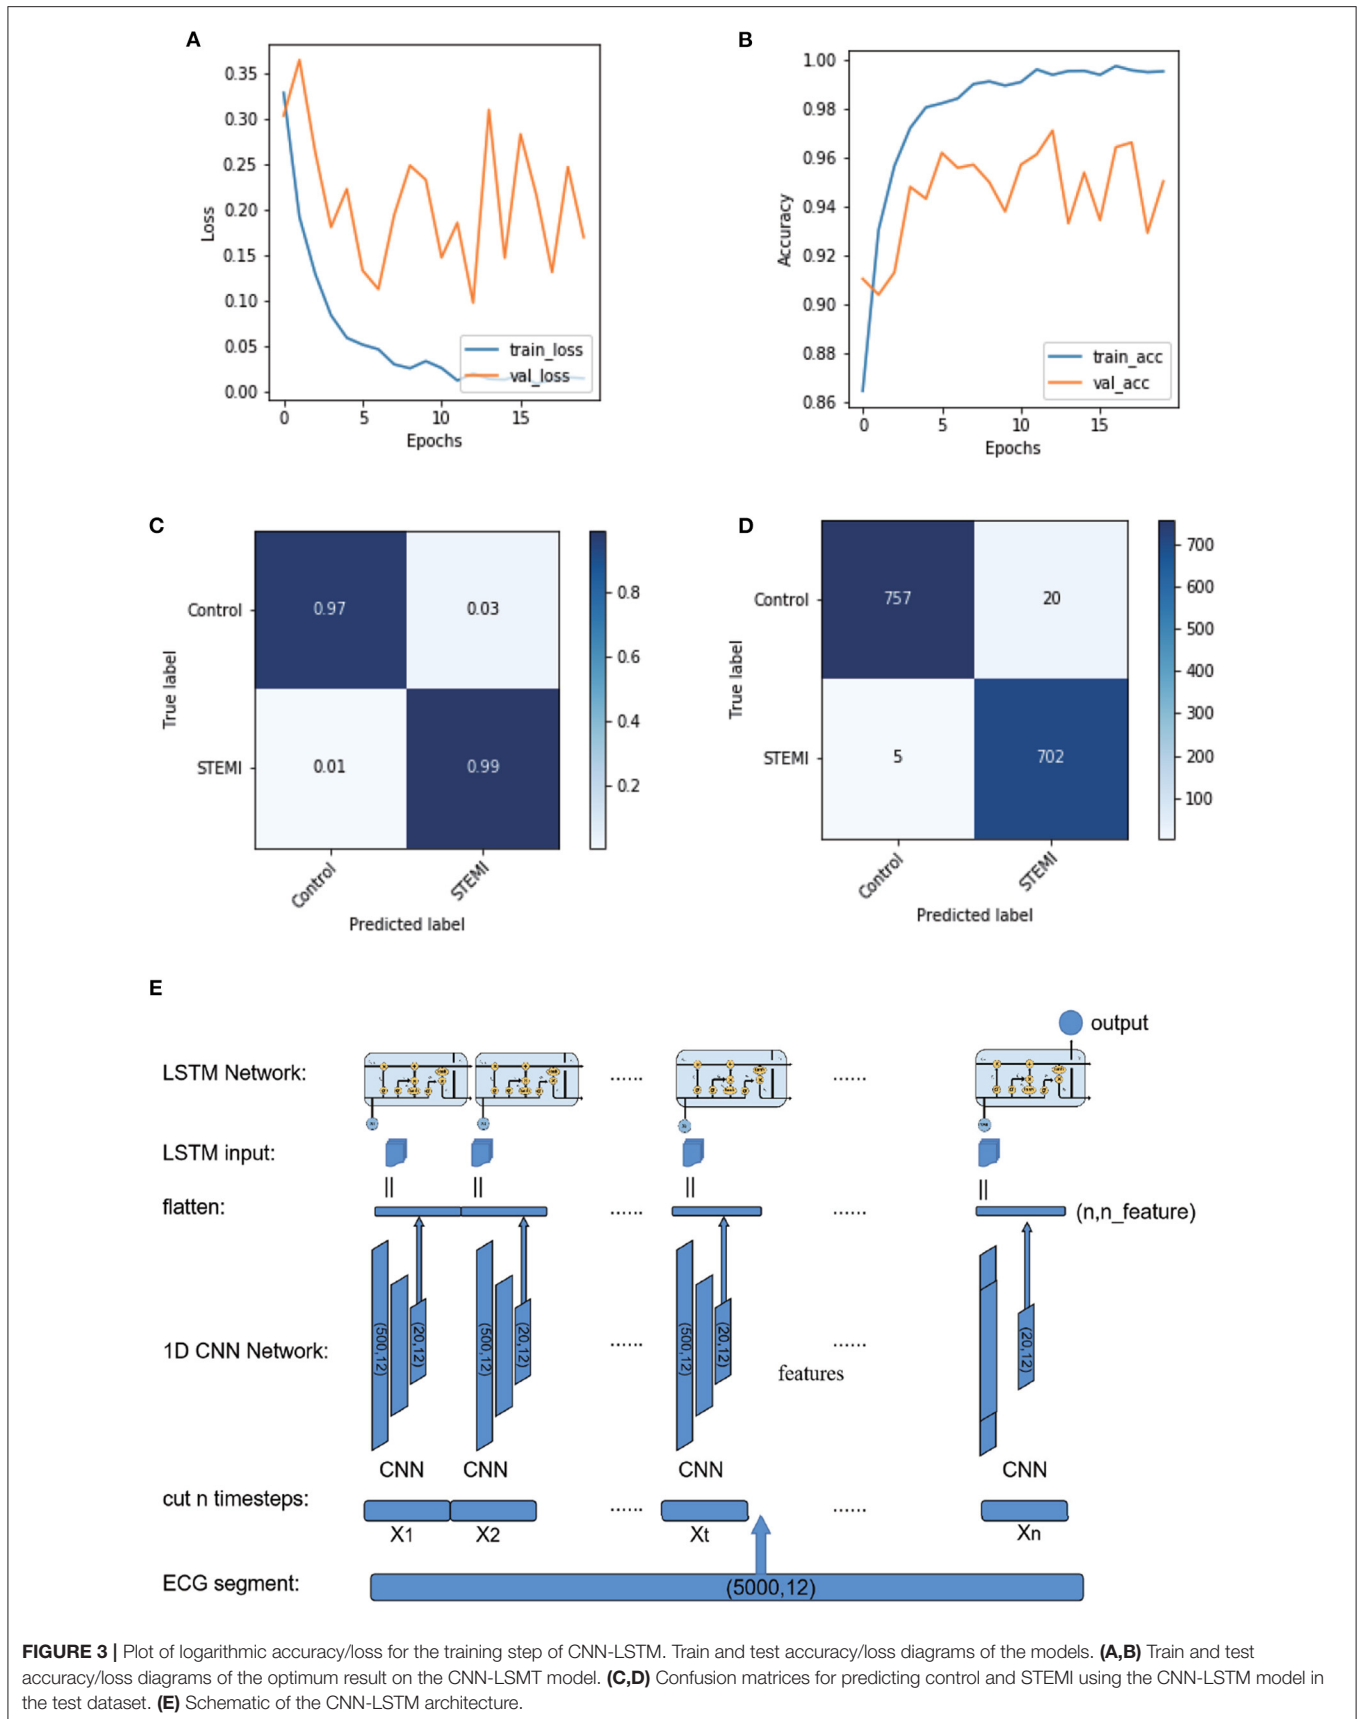 A
0.35
0.30
0.25
0.20
0.15
0.10
0.05
0.00
Loss
train_loss
val_loss
0 5 10 15
Epochs
B
1.00
0.98
0.96
0.94
0.92
0.90
0.88
0.86
Accuracy
train_acc
val_acc
0 5 10 15
Epochs
C
True label
Control 0.97 0.03
STEMI 0.01 0.99
Control STEMI
Predicted label
0.8
0.6
0.4
0.2
D
True label
Control 757 20
STEMI 5 702
Control STEMI
Predicted label
700
600
500
400
300
200
100
E
output
LSTM Network: ...... ......
LSTM input:
|| || || ||
flatten: ...... ...... (n,n_feature)
1D CNN Network: (500,12) (20,12) (500,12) (20,12) ...... (500,12) (20,12) ...... (20,12)
features
CNN CNN CNN CNN
cut n timesteps: ...... ......
X1 X2 Xt Xn
ECG segment: (5000,12)
FIGURE 3 | Plot of logarithmic accuracy/loss for the training step of CNN-LSTM. Train and test accuracy/loss diagrams of the models. (A,B) Train and test
accuracy/loss diagrams of the optimum result on the CNN-LSMT model. (C,D) Confusion matrices for predicting control and STEMI using the CNN-LSTM model in
the test dataset. (E) Schematic of the CNN-LSTM architecture.